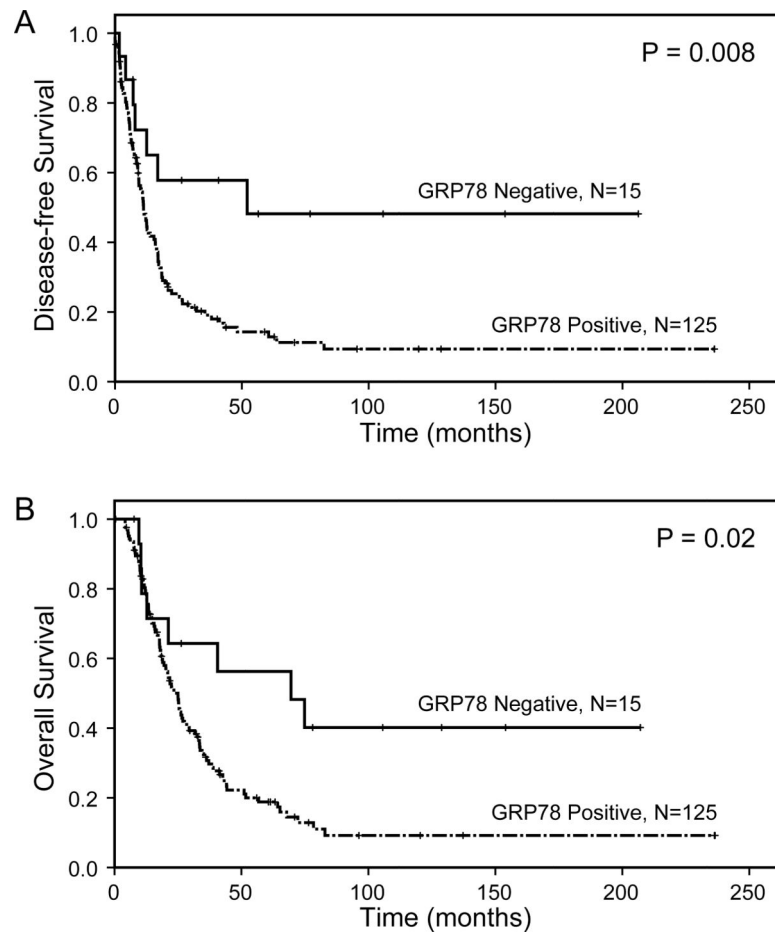 A
P = 0.008
Disease-free Survival
1.0
0.8
0.6
0.4
0.2
0.0
GRP78 Negative, N=15
GRP78 Positive, N=125
0 50 100 150 200 250
Time (months)
B
P = 0.02
Overall Survival
1.0
0.8
0.6
0.4
0.2
0.0
GRP78 Negative, N=15
GRP78 Positive, N=125
0 50 100 150 200 250
Time (months)